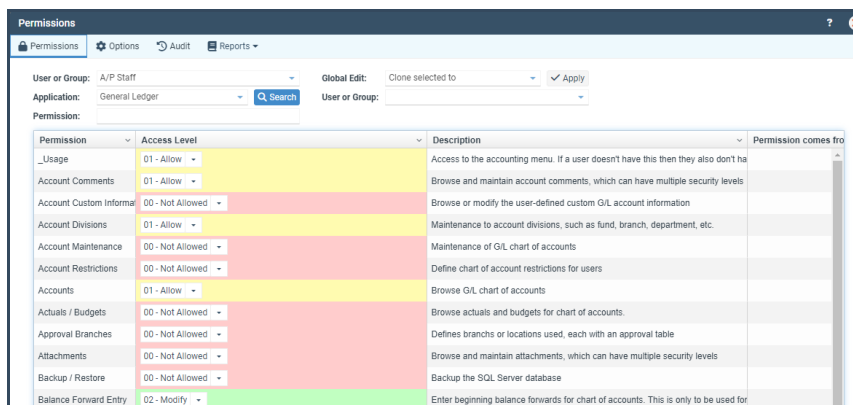 Permissions ?
Permissions Options Audit Reports
User or Group: A/P Staff Global Edit: Clone selected to Apply
Application: General Ledger Search User or Group:
Permission:
Permission Access Level Description Permission comes fro
_Usage 01 - Allow Access to the accounting menu. If a user doesn't have this then they also don't ha
Account Comments 01 - Allow Browse and maintain account comments, which can have multiple security levels
Account Custom Informat 00 - Not Allowed Browse or modify the user-defined custom G/L account information
Account Divisions 01 - Allow Maintenance to account divisions, such as fund, branch, department, etc.
Account Maintenance 00 - Not Allowed Maintenance of G/L chart of accounts
Account Restrictions 00 - Not Allowed Define chart of account restrictions for users
Accounts 01 - Allow Browse G/L chart of accounts
Actuals / Budgets 00 - Not Allowed Browse actuals and budgets for chart of accounts.
Approval Branches 00 - Not Allowed Defines branchs or locations used, each with an approval table
Attachments 00 - Not Allowed Browse and maintain attachments, which can have multiple security levels
Backup / Restore 00 - Not Allowed Backup the SQL Server database
Balance Forward Entry 02 - Modify Enter beginning balance forwards for chart of accounts. This is only to be used for